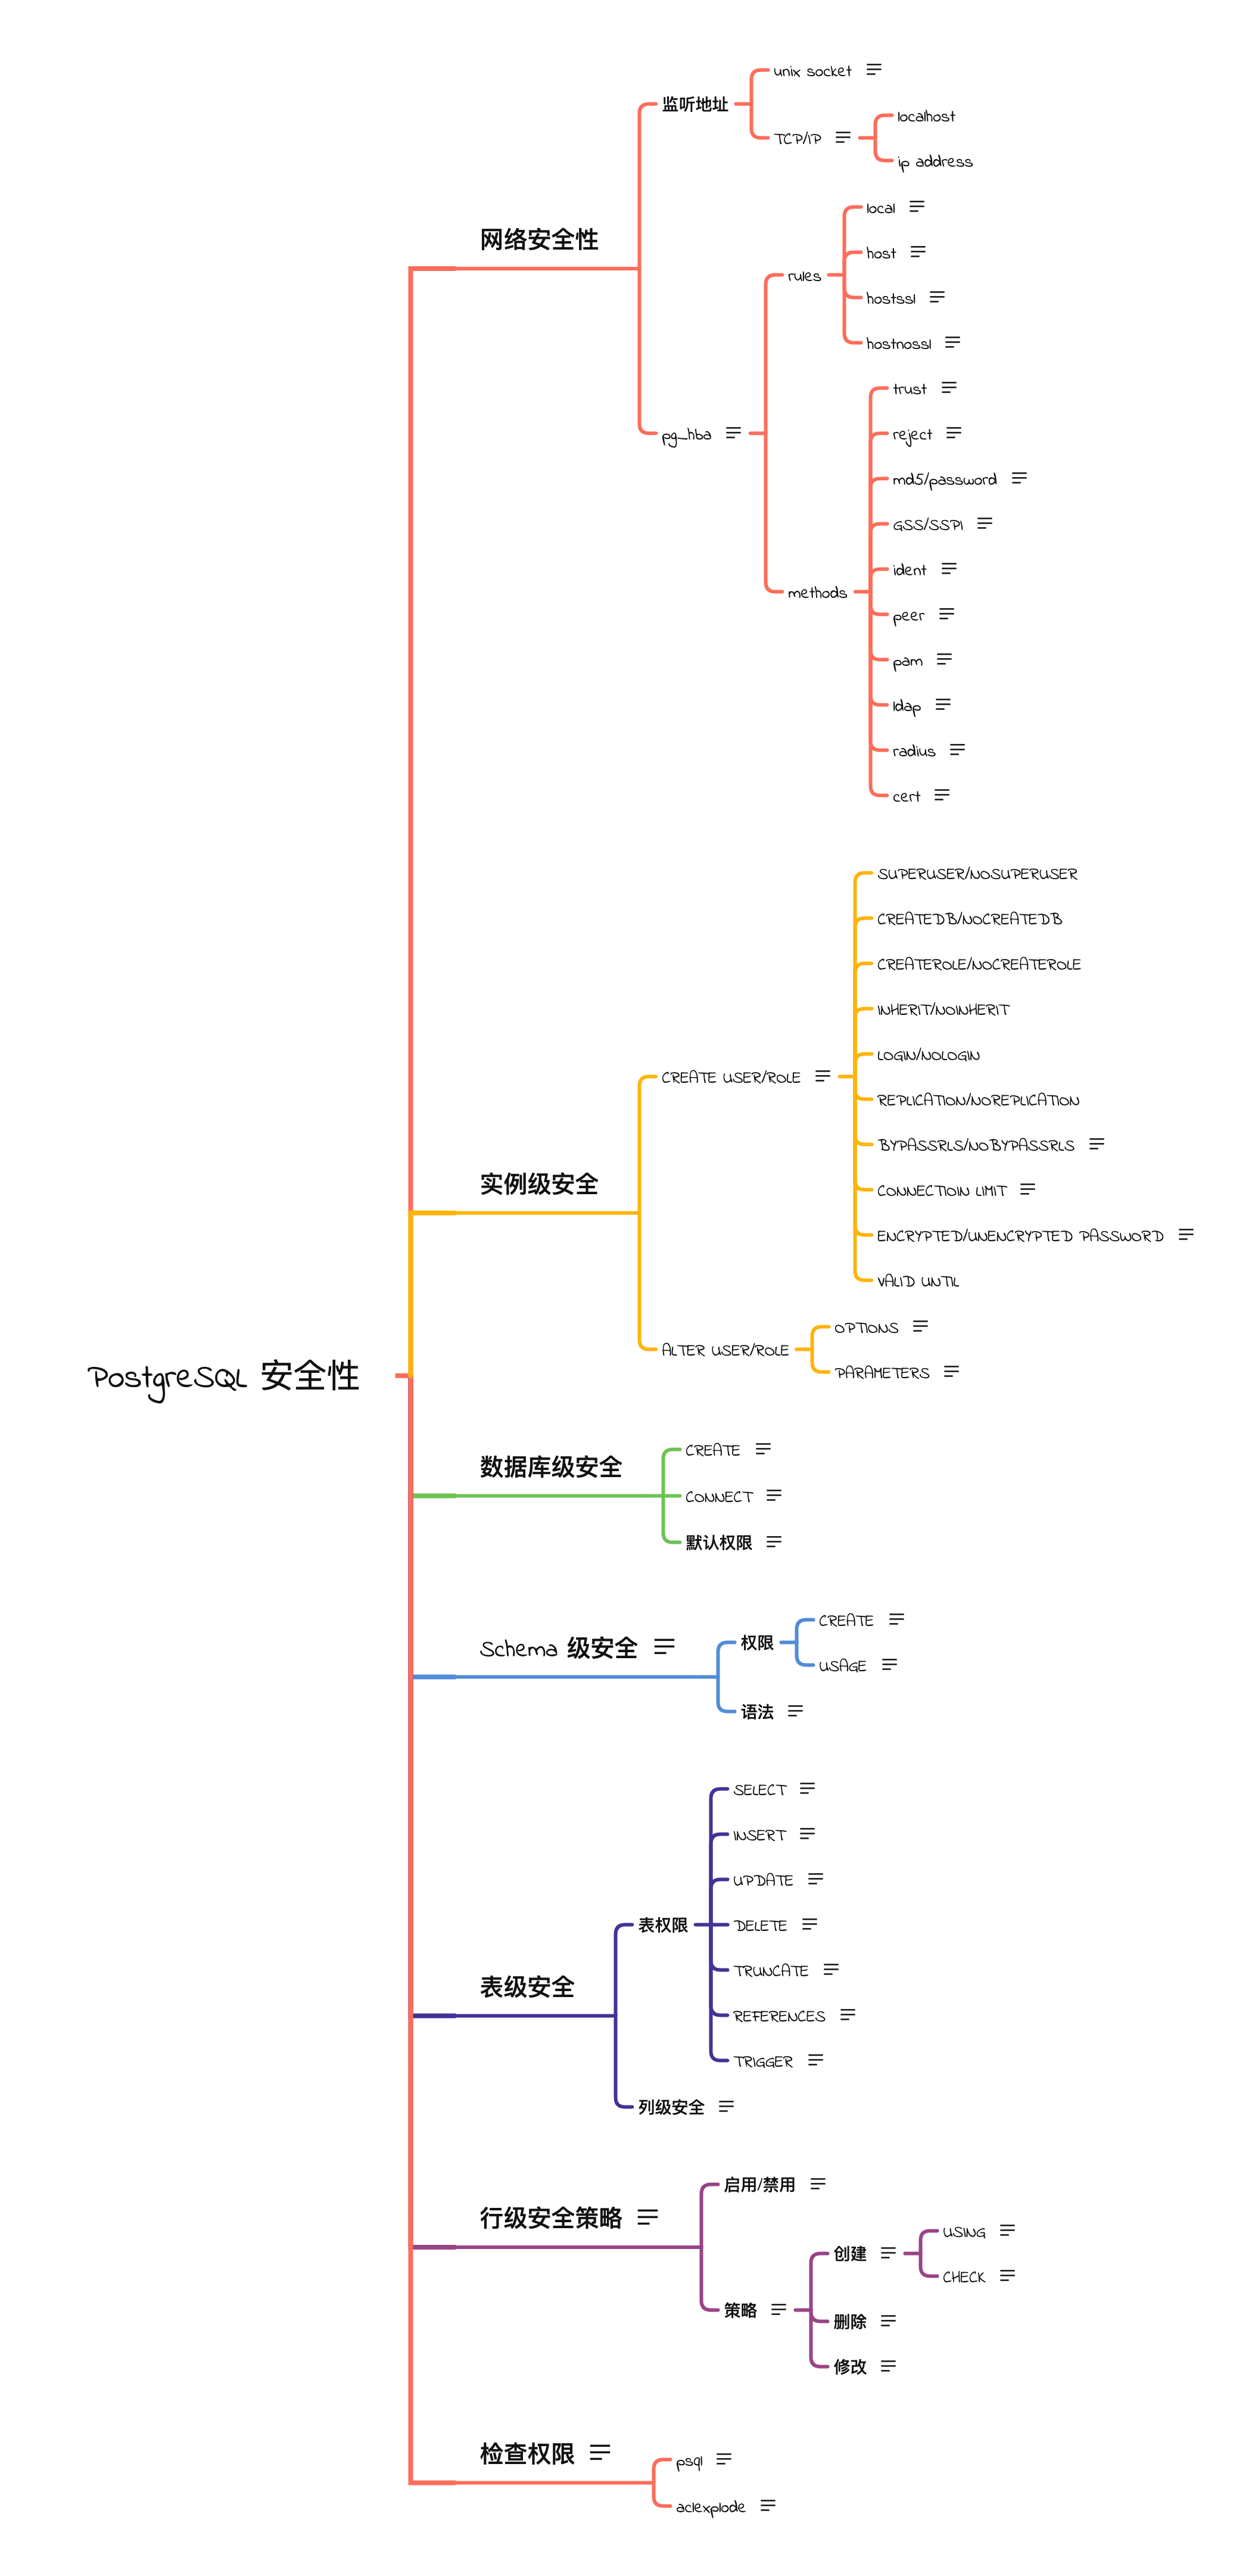 PostgreSQL 安全性
网络安全性
监听地址
unix socket
TCP/IP
localhost
ip address
pg_hba
rules
local
host
hostssl
hostnossl
methods
trust
reject
md5/password
GSS/SSPI
ident
peer
pam
ldap
radius
cert
实例级安全
CREATE USER/ROLE
SUPERUSER/NOSUPERUSER
CREATEDB/NOCREATEDB
CREATEROLE/NOCREATEROLE
INHERIT/NOINHERIT
LOGIN/NOLOGIN
REPLICATION/NOREPLICATION
BYPASSRLS/NOBYPASSRLS
CONNECTIOIN LIMIT
ENCRYPTED/UNENCRYPTED PASSWORD
VALID UNTIL
ALTER USER/ROLE
OPTIONS
PARAMETERS
数据库级安全
CREATE
CONNECT
默认权限
Schema 级安全
权限
CREATE
USAGE
语法
表级安全
表权限
SELECT
INSERT
UPDATE
DELETE
TRUNCATE
REFERENCES
TRIGGER
列级安全
行级安全策略
启用/禁用
策略
创建
USING
CHECK
删除
修改
检查权限
psql
aclexplode